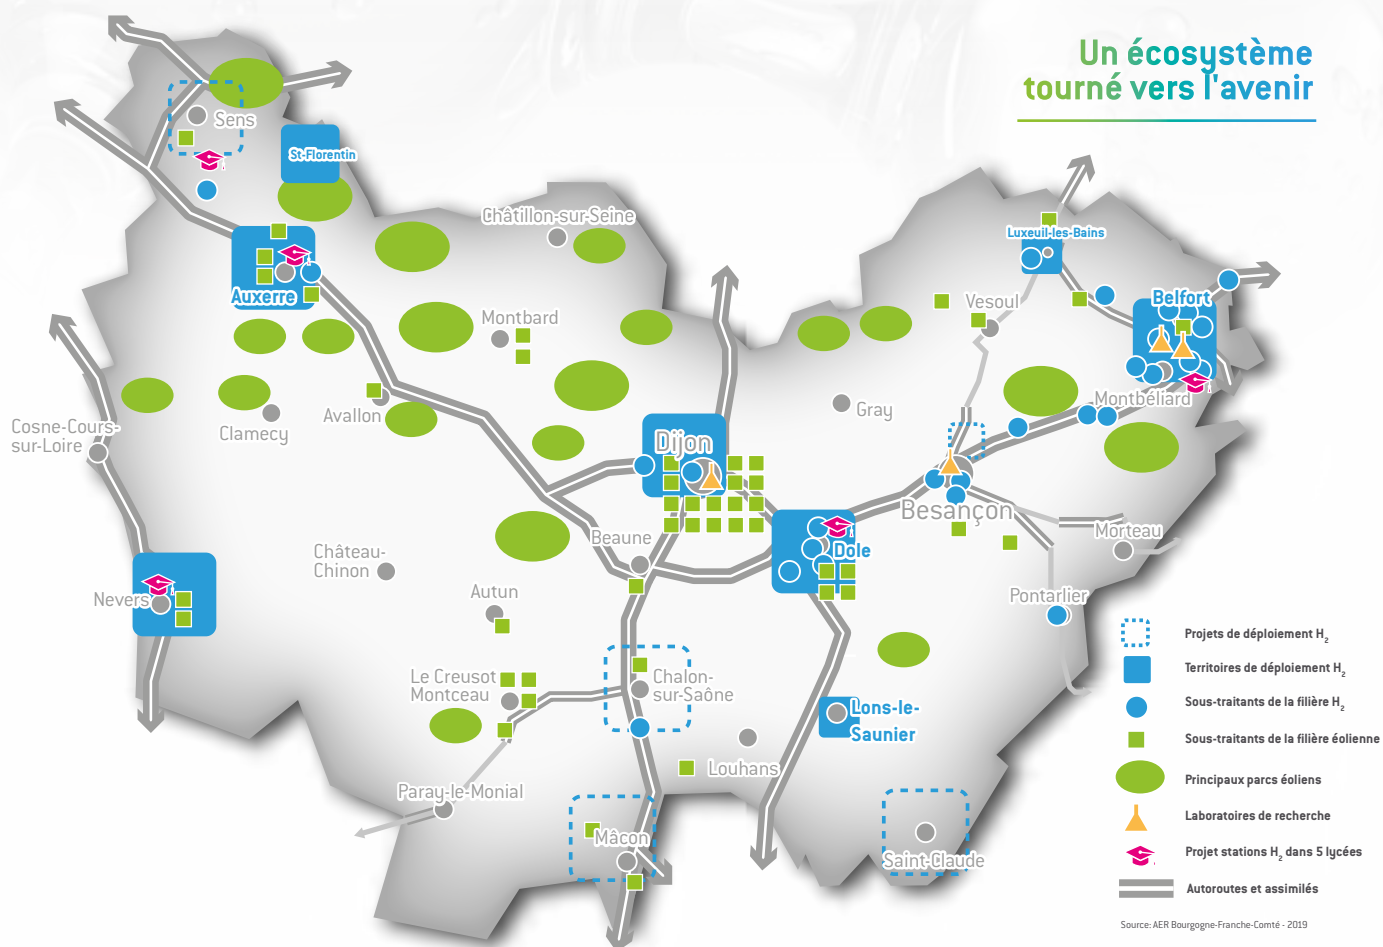 Un écosystème
tourné vers l'avenir
Sens
St-Florentin
Châtillon-sur-Seine
Luxeuil-les-Bains
Auxerre
Belfort
Vesoul
Montbard
Montbéliard
Avallon
Gray
Clamecy
Cosne-Cours-
sur-Loire
Dijon
Besançon
Beaune
Morteau
Château-
Chinon
Dole
Autun
Nevers
Pontarlier
Le Creusot
Montceau
Chalon-
sur-Saône
Lons-le-
Saunier
Louhans
Paray-le-Monial
Mâcon
Saint-Claude
Projets de déploiement H2
Territoires de déploiement H2
Sous-traitants de la filière H2
Sous-traitants de la filière éolienne
Principaux parcs éoliens
Laboratoires de recherche
Projet stations H2 dans 5 lycées
Autoroutes et assimilés
Source: AER Bourgogne-Franche-Comté - 2019